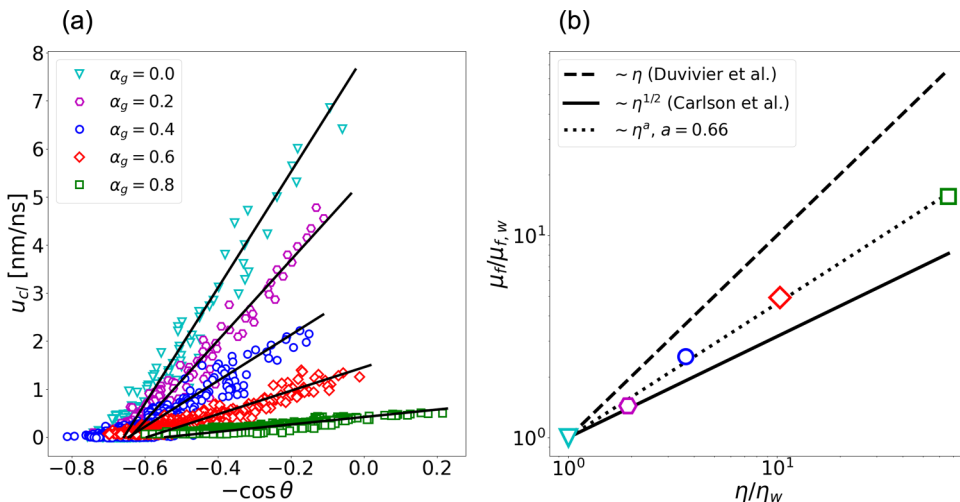 (a)
(b)
8
7
6
5
4
3
2
1
0
u_{cl} [nm/ns]
α_g = 0.0
α_g = 0.2
α_g = 0.4
α_g = 0.6
α_g = 0.8
−0.8 −0.6 −0.4 −0.2 0.0 0.2
−cos θ
~ η (Duvivier et al.)
~ η^{1/2} (Carlson et al.)
~ η^a, a = 0.66
10^1
10^0
μ_f/μ_{f,w}
10^0 10^1
η/η_w